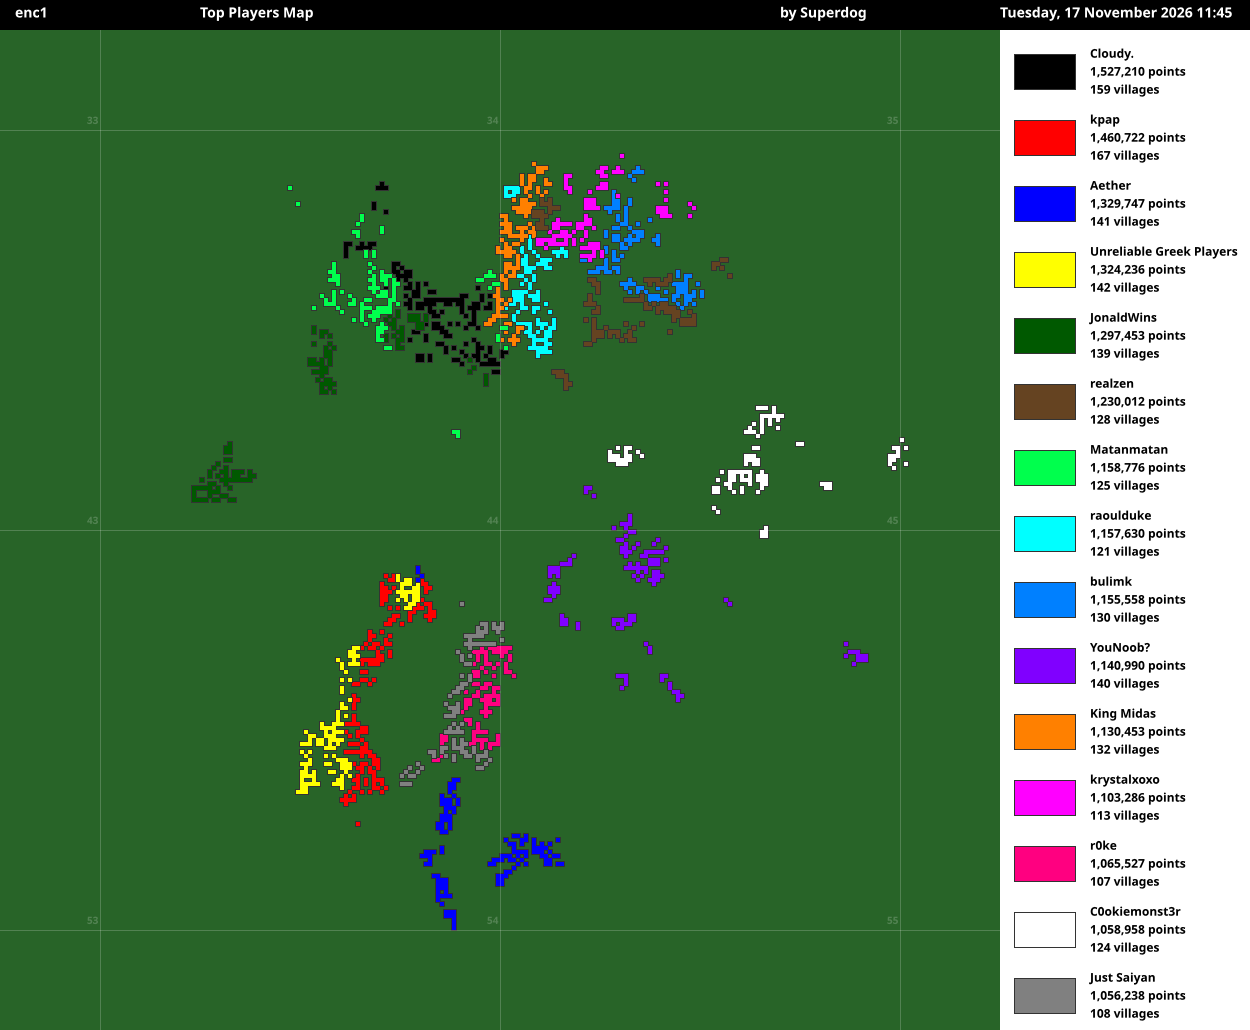 enc1 Top Players Map by Superdog Tuesday, 17 November 2026 11:45
33 34 35
43 44 45
53 54 55
Cloudy.
1,527,210 points
159 villages
kpap
1,460,722 points
167 villages
Aether
1,329,747 points
141 villages
Unreliable Greek Players
1,324,236 points
142 villages
JonaldWins
1,297,453 points
139 villages
realzen
1,230,012 points
128 villages
Matanmatan
1,158,776 points
125 villages
raoulduke
1,157,630 points
121 villages
bulimk
1,155,558 points
130 villages
YouNoob?
1,140,990 points
140 villages
King Midas
1,130,453 points
132 villages
krystalxoxo
1,103,286 points
113 villages
r0ke
1,065,527 points
107 villages
C0okiemonst3r
1,058,958 points
124 villages
Just Saiyan
1,056,238 points
108 villages